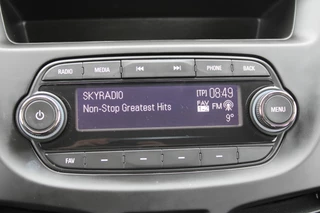 RADIO MEDIA PHONE BACK
SKYRADIO [TP] 08:49
Non-Stop Greatest Hits FAV FM
9°
MENU
FAV